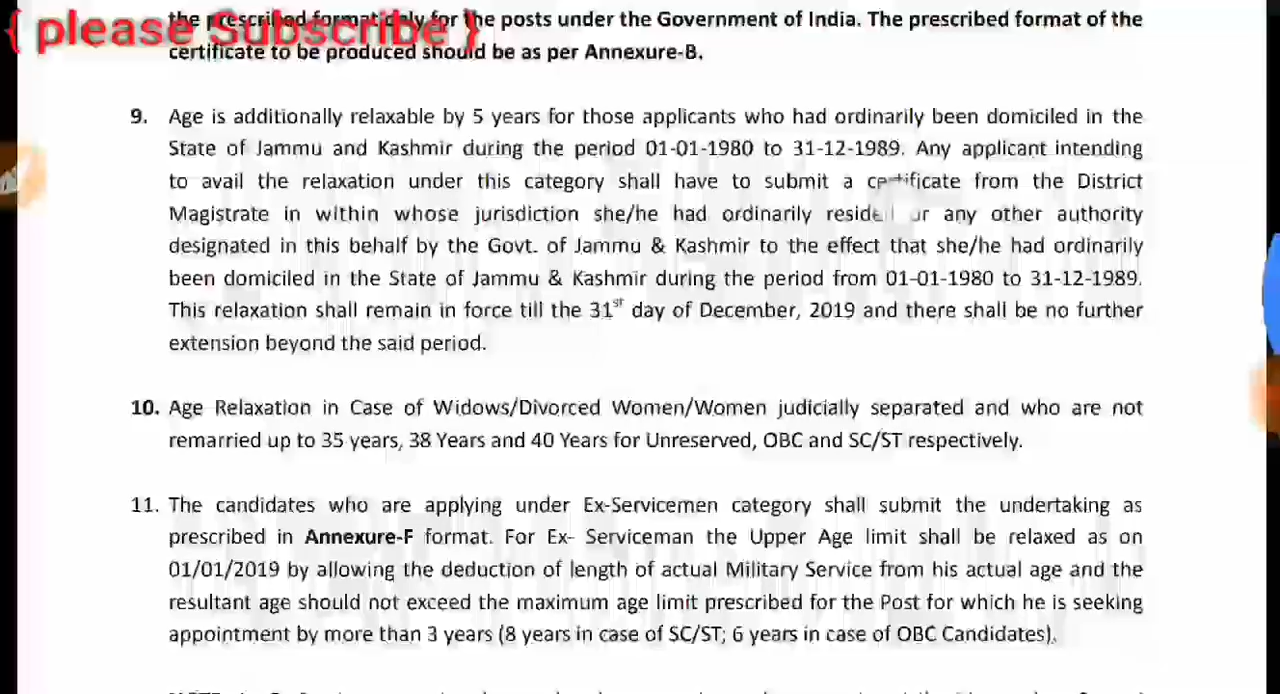 the prescribed format only for the posts under the Government of India. The prescribed format of the
{ please Subscribe }
certificate to be produced should be as per Annexure-B.
9. Age is additionally relaxable by 5 years for those applicants who had ordinarily been domiciled in the
State of Jammu and Kashmir during the period 01-01-1980 to 31-12-1989. Any applicant intending
to avail the relaxation under this category shall have to submit a certificate from the District
Magistrate in within whose jurisdiction she/he had ordinarily resided or any other authority
designated in this behalf by the Govt. of Jammu & Kashmir to the effect that she/he had ordinarily
been domiciled in the State of Jammu & Kashmir during the period from 01-01-1980 to 31-12-1989.
This relaxation shall remain in force till the 31st day of December, 2019 and there shall be no further
extension beyond the said period.
10. Age Relaxation in Case of Widows/Divorced Women/Women judicially separated and who are not
remarried up to 35 years, 38 Years and 40 Years for Unreserved, OBC and SC/ST respectively.
11. The candidates who are applying under Ex-Servicemen category shall submit the undertaking as
prescribed in Annexure-F format. For Ex- Serviceman the Upper Age limit shall be relaxed as on
01/01/2019 by allowing the deduction of length of actual Military Service from his actual age and the
resultant age should not exceed the maximum age limit prescribed for the Post for which he is seeking
appointment by more than 3 years (8 years in case of SC/ST; 6 years in case of OBC Candidates).